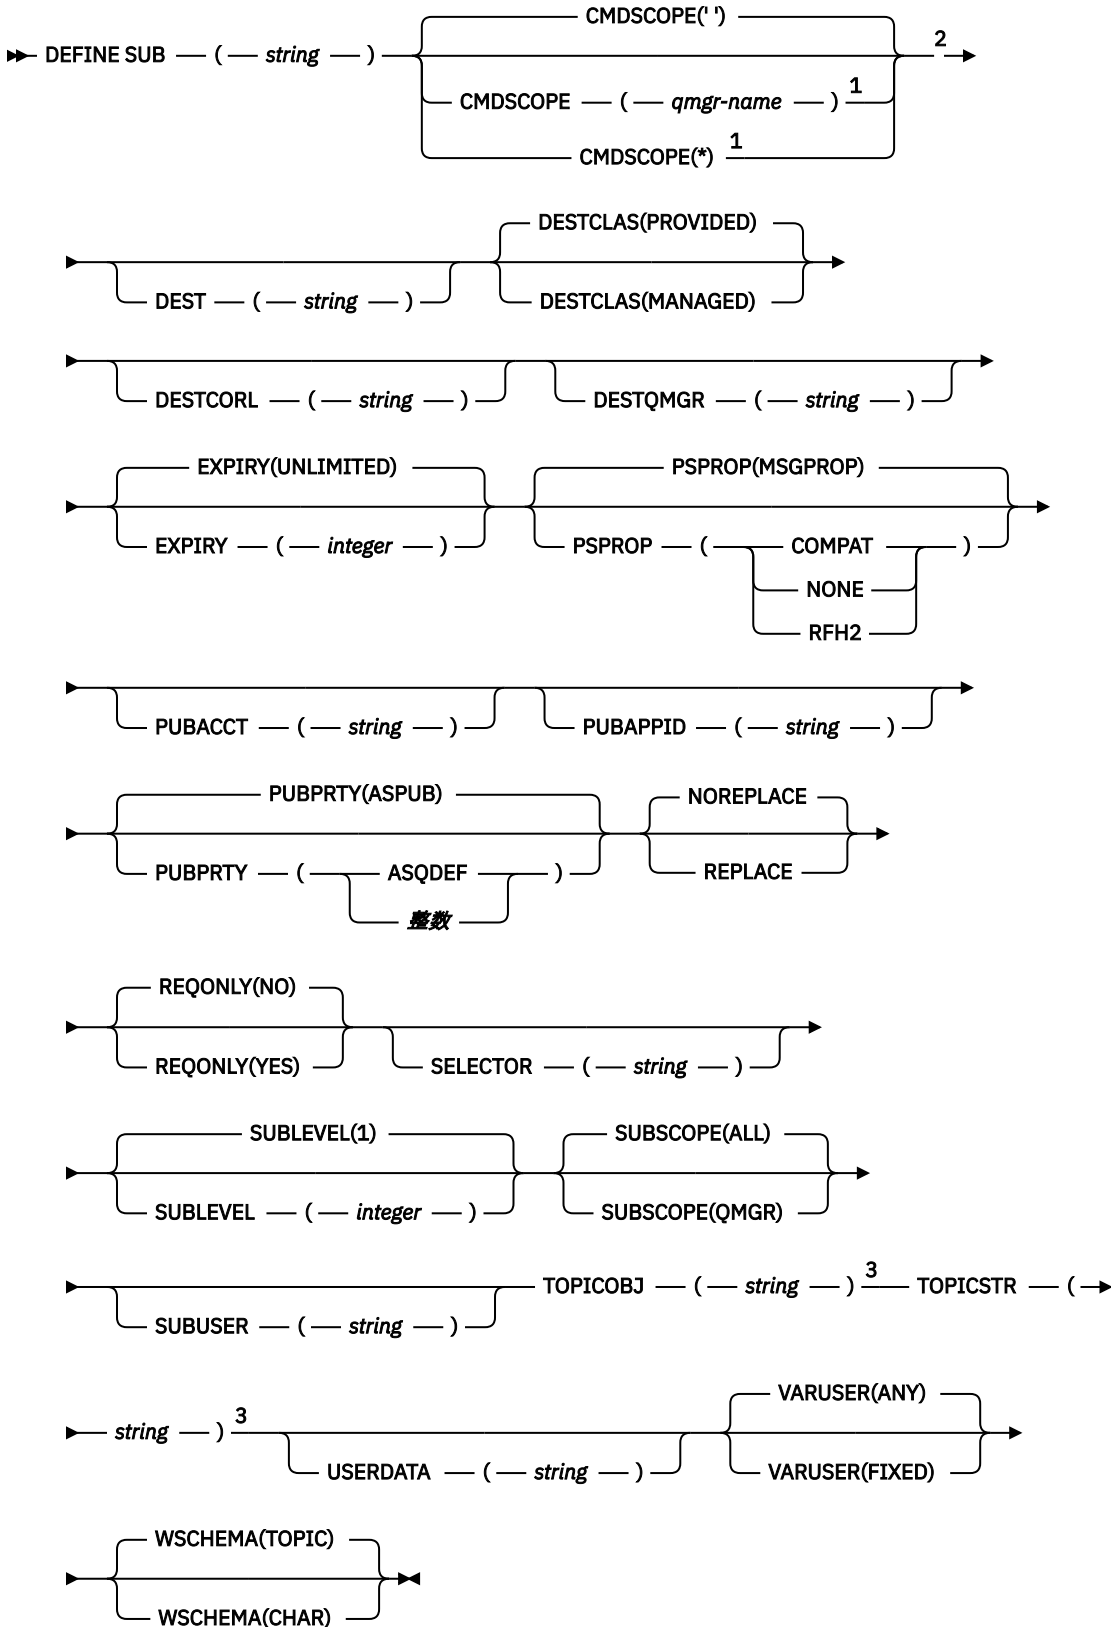 CMDSCOPE(' ')
DEFINE SUB ( string ) 2
CMDSCOPE ( qmgr-name ) 1
CMDSCOPE(*) 1
DESTCLAS(PROVIDED)
DEST ( string ) DESTCLAS(MANAGED)
DESTCORL ( string ) DESTQMGR ( string )
EXPIRY(UNLIMITED) PSPROP(MSGPROP)
EXPIRY ( integer ) PSPROP ( COMPAT )
NONE
RFH2
PUBACCT ( string ) PUBAPPID ( string )
PUBPRTY(ASPUB) NOREPLACE
PUBPRTY ( ASQDEF ) REPLACE
整数
REQONLY(NO)
REQONLY(YES) SELECTOR ( string )
SUBLEVEL(1) SUBSCOPE(ALL)
SUBLEVEL ( integer ) SUBSCOPE(QMGR)
TOPICOBJ ( string ) 3 TOPICSTR (
SUBUSER ( string )
VARUSER(ANY)
string ) 3
USERDATA ( string ) VARUSER(FIXED)
WSCHEMA(TOPIC)
WSCHEMA(CHAR)